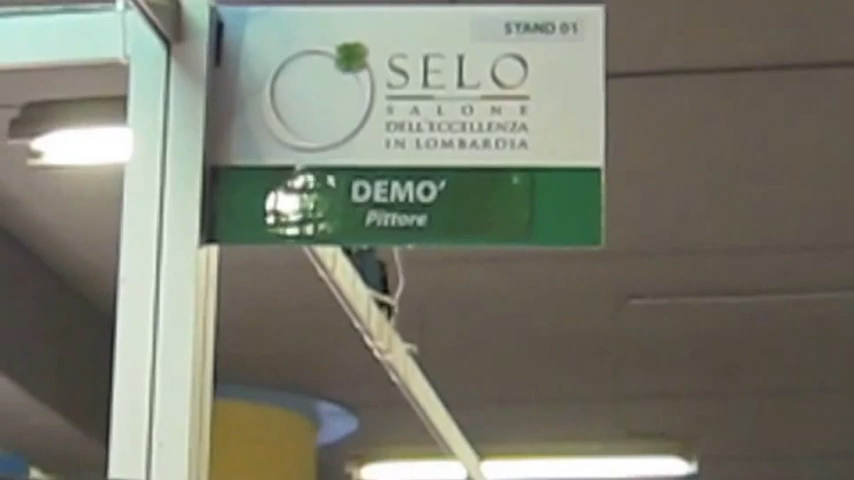 STAND 01
SELO
SALONE
DELL'ECCELLENZA
IN LOMBARDIA
DEMO'
Pittore